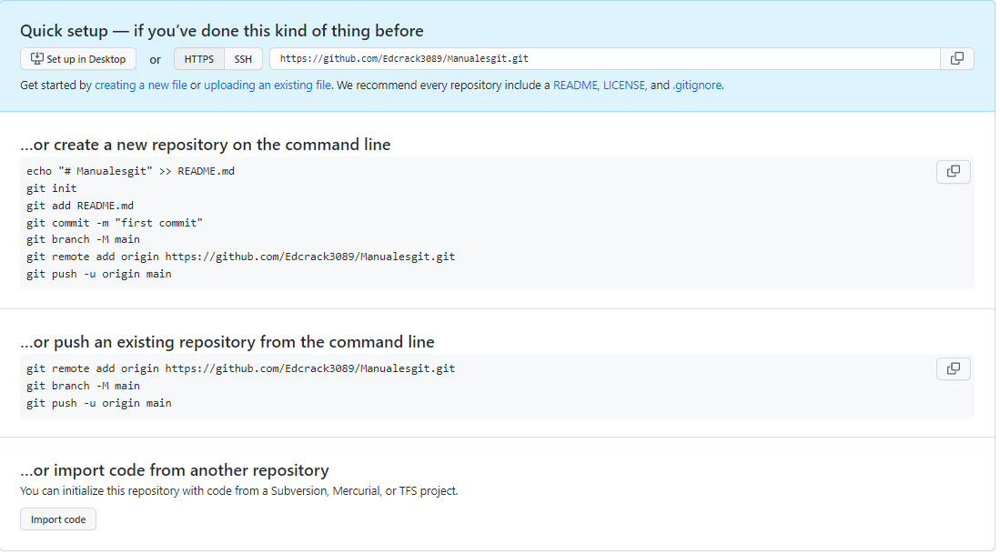 Quick setup — if you’ve done this kind of thing before
Set up in Desktop or HTTPS SSH https://github.com/Edcrack3089/Manualesgit.git
Get started by creating a new file or uploading an existing file. We recommend every repository include a README, LICENSE, and .gitignore.
…or create a new repository on the command line
echo "# Manualesgit" >> README.md
git init
git add README.md
git commit -m "first commit"
git branch -M main
git remote add origin https://github.com/Edcrack3089/Manualesgit.git
git push -u origin main
…or push an existing repository from the command line
git remote add origin https://github.com/Edcrack3089/Manualesgit.git
git branch -M main
git push -u origin main
…or import code from another repository
You can initialize this repository with code from a Subversion, Mercurial, or TFS project.
Import code